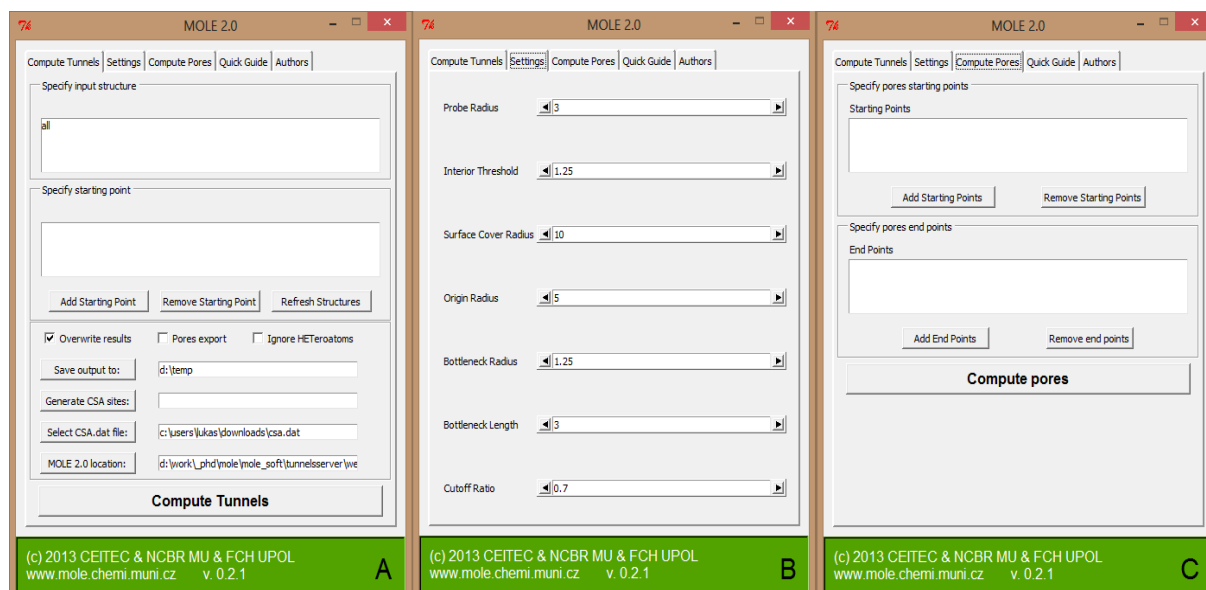 MOLE 2.0
Compute Tunnels Settings Compute Pores Quick Guide Authors
Specify input structure
all
Specify starting point
Add Starting Point Remove Starting Point Refresh Structures
Overwrite results Pores export Ignore HETeroatoms
Save output to: d:\temp
Generate CSA sites:
Select CSA.dat file: c:\users\lukas\downloads\csa.dat
MOLE 2.0 location: d:\work\_phd\mole\mole_soft\tunnelsserver\we
Compute Tunnels
(c) 2013 CEITEC & NCBR MU & FCH UPOL
www.mole.chemi.muni.cz v. 0.2.1
A
MOLE 2.0
Compute Tunnels Settings Compute Pores Quick Guide Authors
Probe Radius 3
Interior Threshold 1.25
Surface Cover Radius 10
Origin Radius 5
Bottleneck Radius 1.25
Bottleneck Length 3
Cutoff Ratio 0.7
(c) 2013 CEITEC & NCBR MU & FCH UPOL
www.mole.chemi.muni.cz v. 0.2.1
B
MOLE 2.0
Compute Tunnels Settings Compute Pores Quick Guide Authors
Specify pores starting points
Starting Points
Add Starting Points Remove Starting Points
Specify pores end points
End Points
Add End Points Remove end points
Compute pores
(c) 2013 CEITEC & NCBR MU & FCH UPOL
www.mole.chemi.muni.cz v. 0.2.1
C